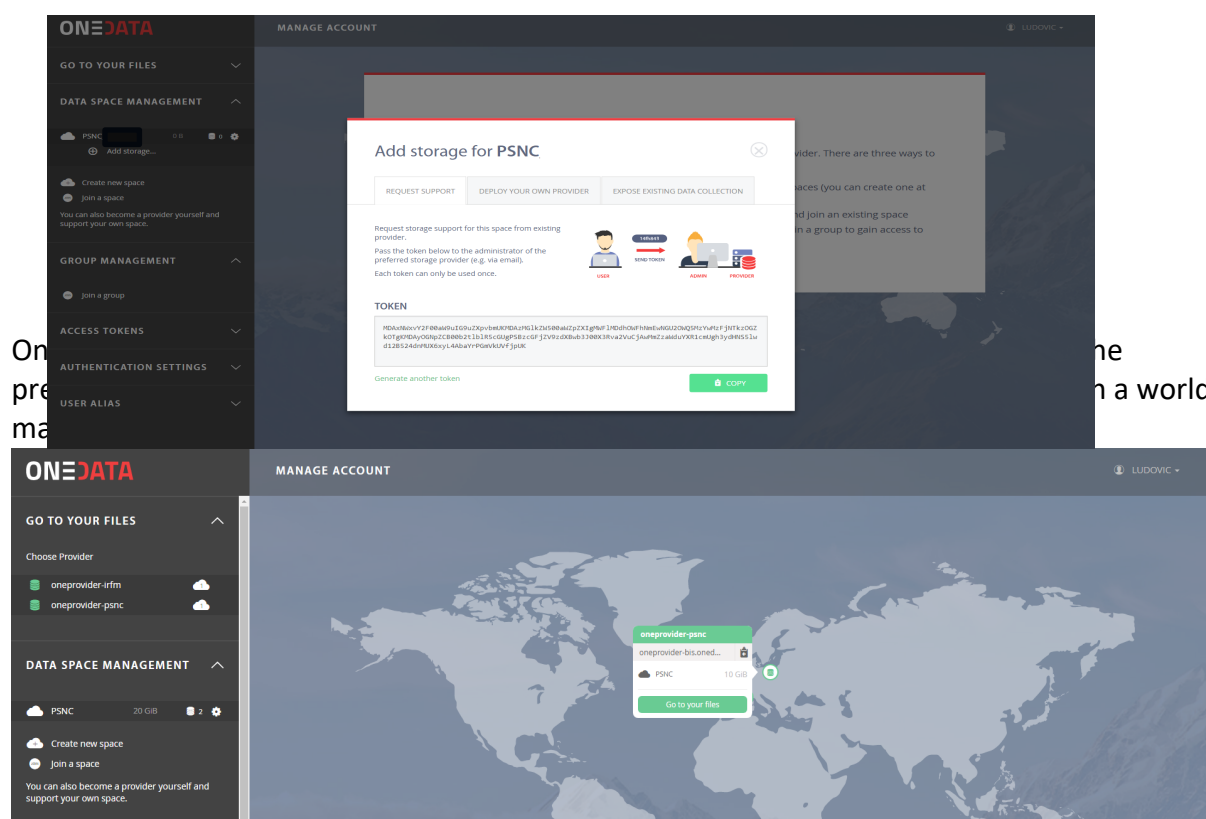 ONEDATA
MANAGE ACCOUNT
LUDOVIC
GO TO YOUR FILES
DATA SPACE MANAGEMENT
PSNC 0 B 0
Add storage...
Create new space
Join a space
You can also become a provider yourself and
support your own space.
GROUP MANAGEMENT
Join a group
ACCESS TOKENS
AUTHENTICATION SETTINGS
USER ALIAS
vider. There are three ways to
aces (you can create one at
nd join an existing space
in a group to gain access to
Add storage for PSNC
REQUEST SUPPORT DEPLOY YOUR OWN PROVIDER EXPOSE EXISTING DATA COLLECTION
Request storage support for this space from existing
provider.
Pass the token below to the administrator of the
preferred storage provider (e.g. via email).
Each token can only be used once.
SEND TOKEN
USER ADMIN PROVIDER
TOKEN
Generate another token
COPY
On he
pre n a world
ma
ONEDATA
MANAGE ACCOUNT
LUDOVIC
GO TO YOUR FILES
Choose Provider
oneprovider-irfm 1
oneprovider-psnc 1
DATA SPACE MANAGEMENT
PSNC 20 GiB 2
Create new space
Join a space
You can also become a provider yourself and
support your own space.
oneprovider-psnc
oneprovider-bis.oned...
PSNC 10 GiB
Go to your files